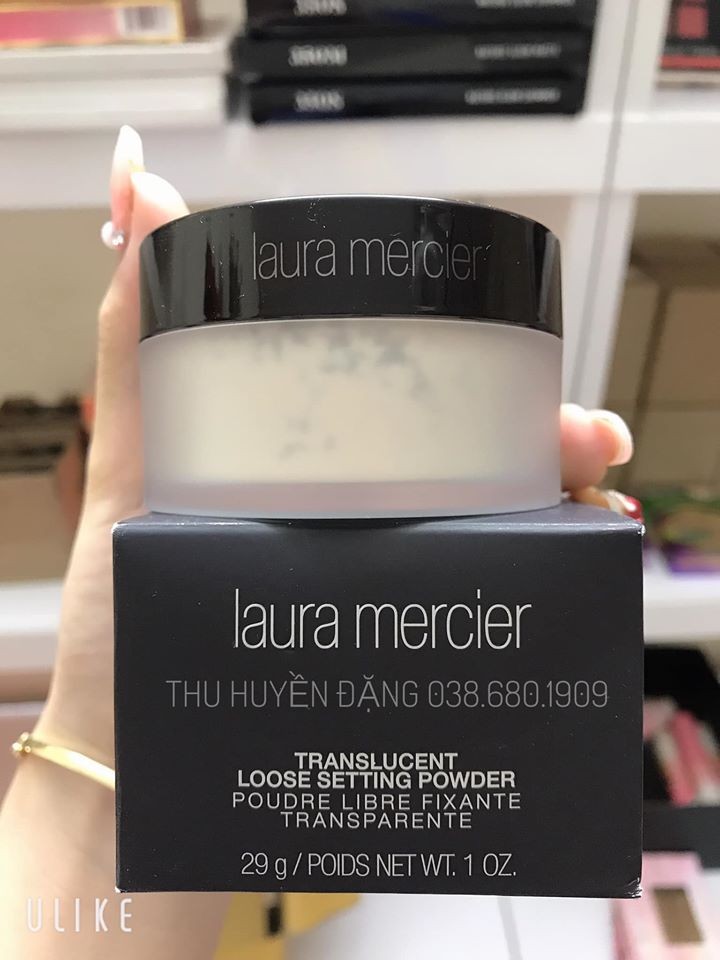 laura mercier
laura mercier
THU HUYỀN ĐẶNG 038.680.1909
TRANSLUCENT
LOOSE SETTING POWDER
POUDRE LIBRE FIXANTE
TRANSPARENTE
29 g / POIDS NET WT. 1 OZ.
ULIKE